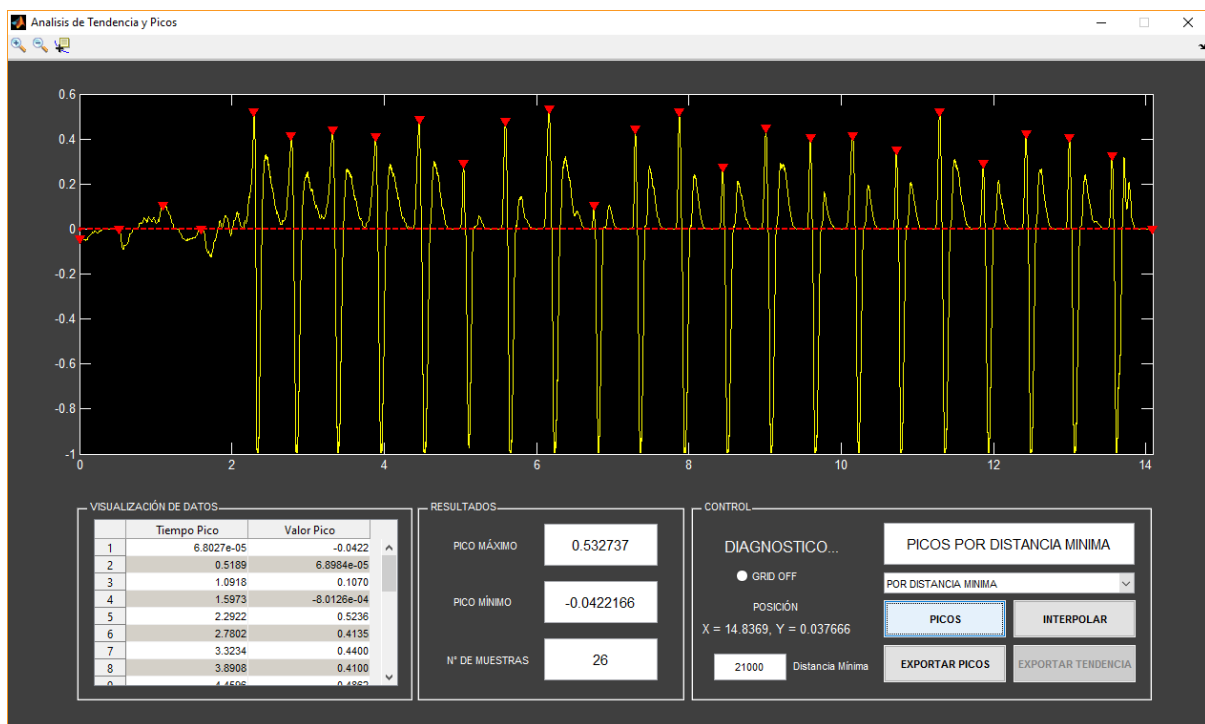 Analisis de Tendencia y Picos
0.6
0.4
0.2
0
-0.2
-0.4
-0.6
-0.8
-1
0 2 4 6 8 10 12 14
VISUALIZACIÓN DE DATOS
Tiempo Pico Valor Pico
1 6.8027e-05 -0.0422
2 0.5189 6.8984e-05
3 1.0918 0.1070
4 1.5973 -8.0126e-04
5 2.2922 0.5236
6 2.7802 0.4135
7 3.3234 0.4400
8 3.8908 0.4100
9 4.4596 0.4862
RESULTADOS
PICO MÁXIMO 0.532737
PICO MÍNIMO -0.0422166
N° DE MUESTRAS 26
CONTROL
DIAGNOSTICO...
GRID OFF
POSICIÓN
X = 14.8369, Y = 0.037666
21000 Distancia Mínima
PICOS POR DISTANCIA MINIMA
POR DISTANCIA MINIMA
PICOS INTERPOLAR
EXPORTAR PICOS EXPORTAR TENDENCIA